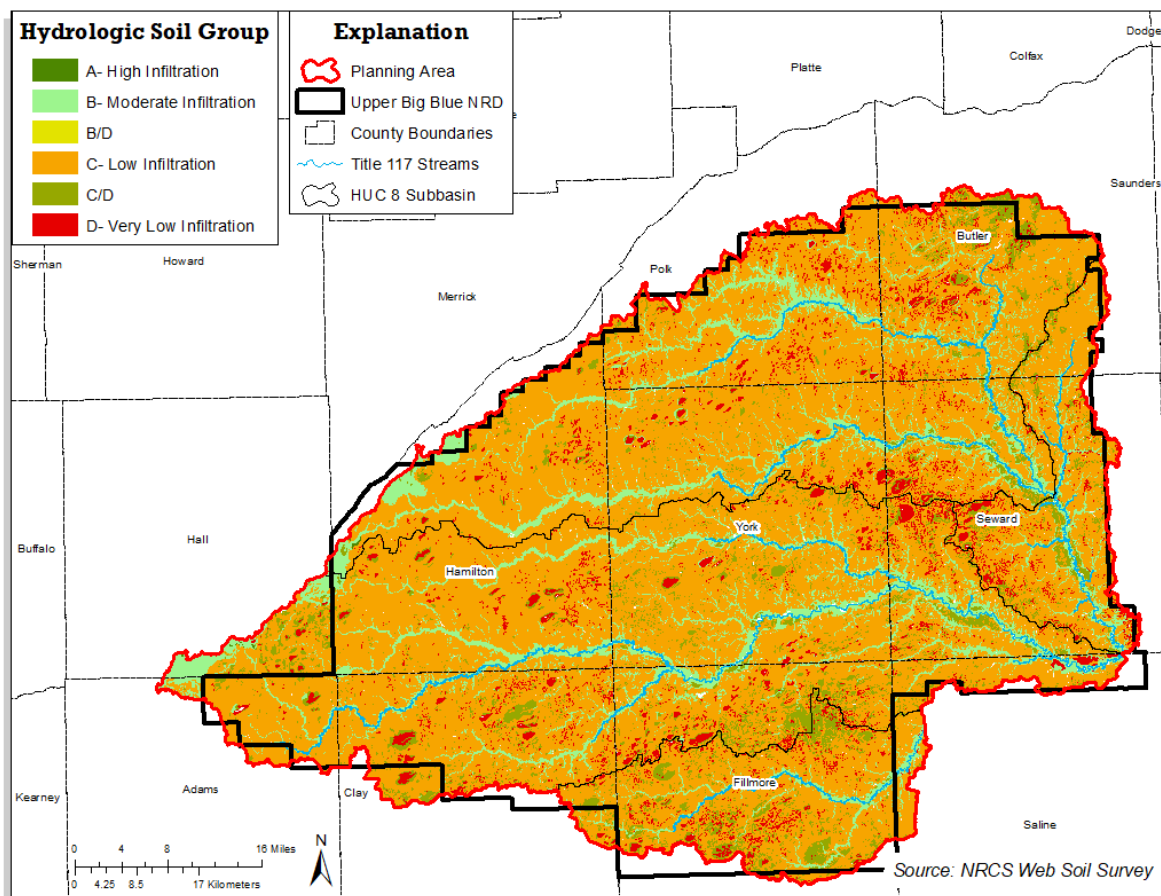 Hydrologic Soil Group
A- High Infiltration
B- Moderate Infiltration
B/D
C- Low Infiltration
C/D
D- Very Low Infiltration
Explanation
Planning Area
Upper Big Blue NRD
County Boundaries
Title 117 Streams
HUC 8 Subbasin
Dodge
Colfax
Platte
Saunders
Butler
Sherman
Howard
Polk
Merrick
Hall
Buffalo
York
Seward
Hamilton
Fillmore
Kearney
Adams
Clay
Saline
N
0 4 8 16 Miles
0 4.25 8.5 17 Kilometers
Source: NRCS Web Soil Survey